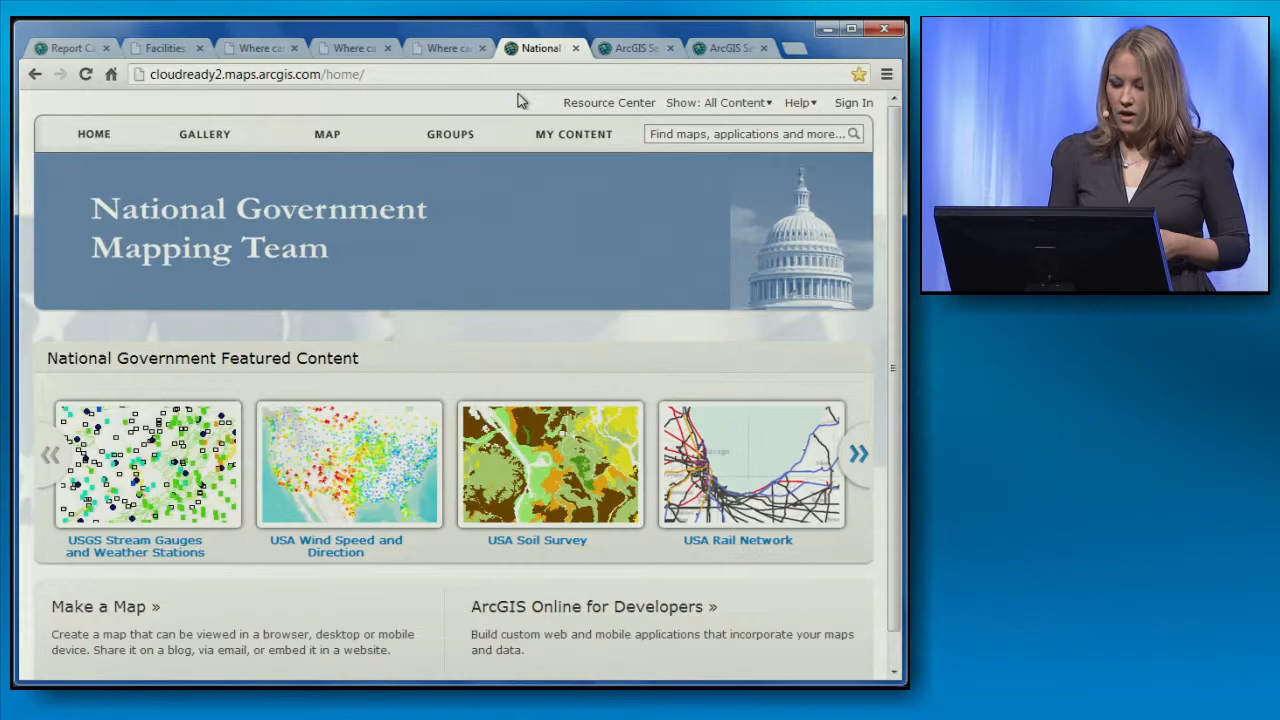 Report Ca
Facilities
Where car
Where ca
Where car
National
ArcGIS Se
ArcGIS Se
cloudready2.maps.arcgis.com/home/
Resource Center Show: All Content Help Sign In
HOME GALLERY MAP GROUPS MY CONTENT Find maps, applications and more...
National Government
Mapping Team
National Government Featured Content
USGS Stream Gauges
and Weather Stations
USA Wind Speed and
Direction
USA Soil Survey
USA Rail Network
Make a Map »
Create a map that can be viewed in a browser, desktop or mobile
device. Share it on a blog, via email, or embed it in a website.
ArcGIS Online for Developers »
Build custom web and mobile applications that incorporate your maps
and data.